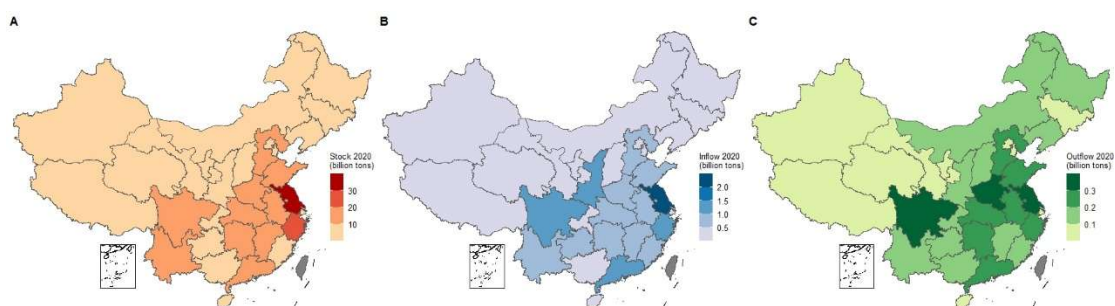 A
Stock 2020
(billion tons)
30
20
10
B
Inflow 2020
(billion tons)
2.0
1.5
1.0
0.5
C
Outflow 2020
(billion tons)
0.3
0.2
0.1